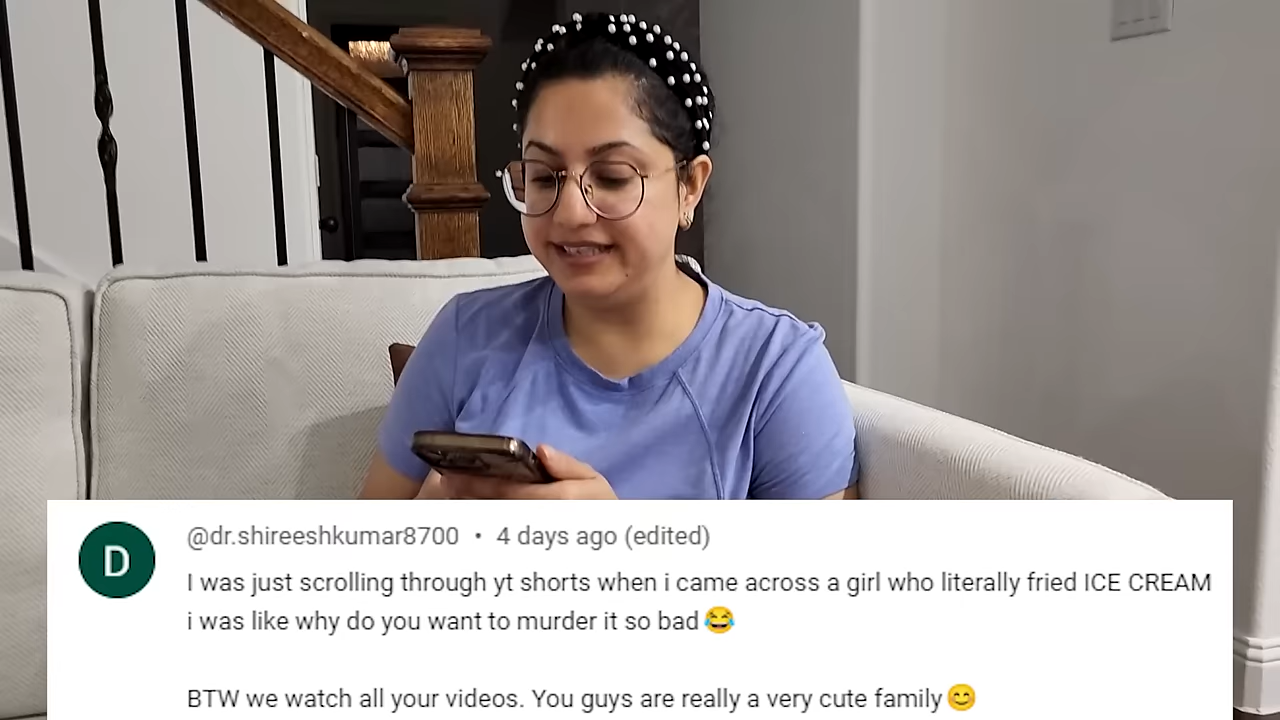 D
@dr.shireeshkumar8700 • 4 days ago (edited)
I was just scrolling through yt shorts when i came across a girl who literally fried ICE CREAM
i was like why do you want to murder it so bad😂
BTW we watch all your videos. You guys are really a very cute family😊